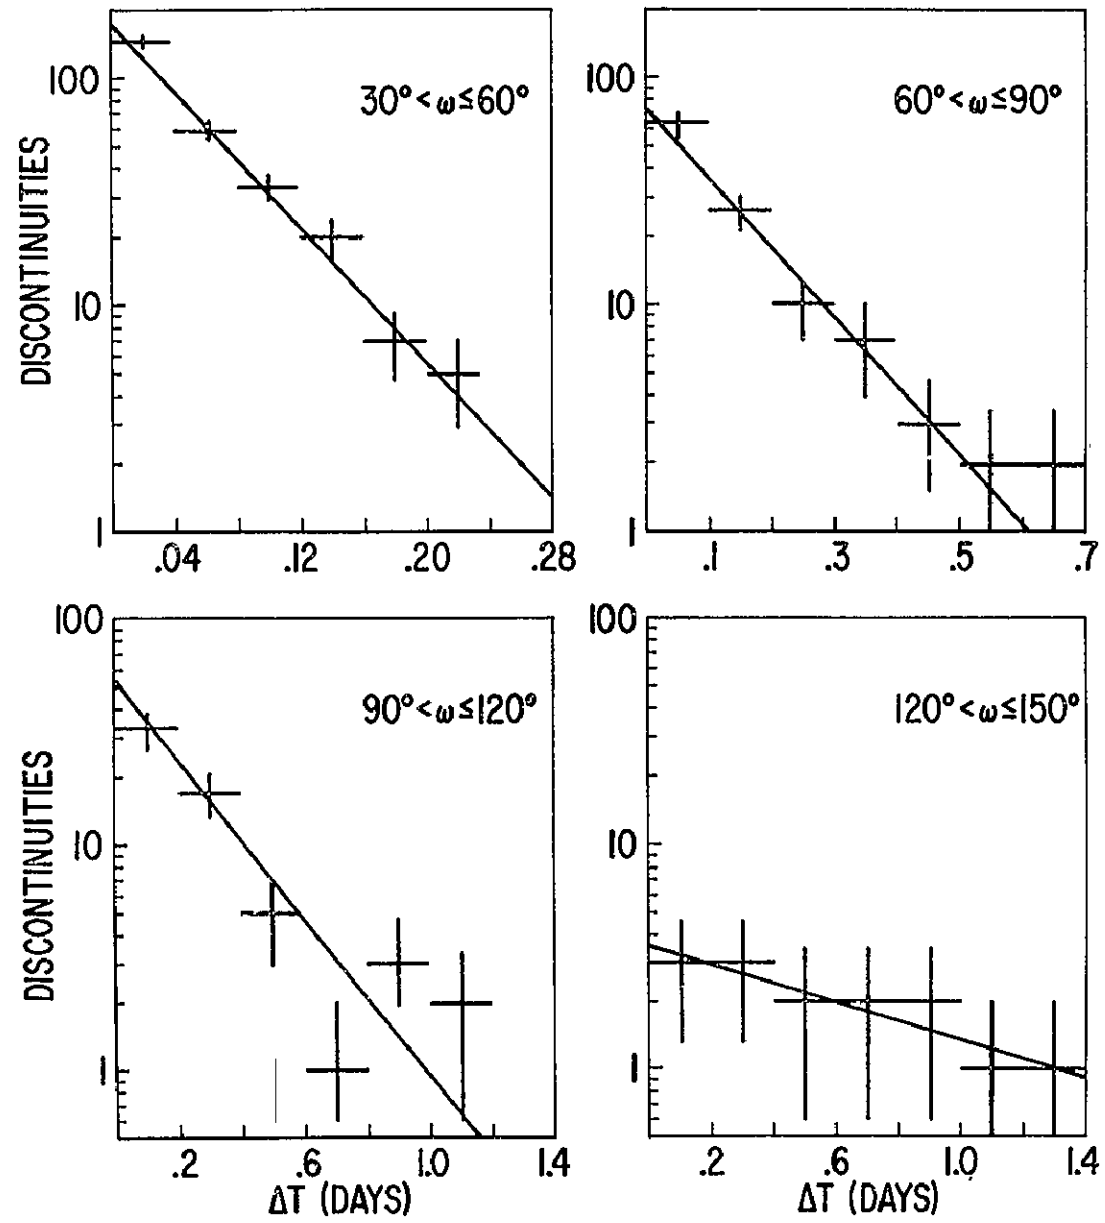 30°<ω≤60°
DISCONTINUITIES
100
10
1
.04 .12 .20 .28
60°<ω≤90°
100
10
1
.1 .3 .5 .7
90°<ω≤120°
DISCONTINUITIES
100
10
1
.2 .6 1.0 1.4
ΔT (DAYS)
120°<ω≤150°
100
10
1
.2 .6 1.0 1.4
ΔT (DAYS)